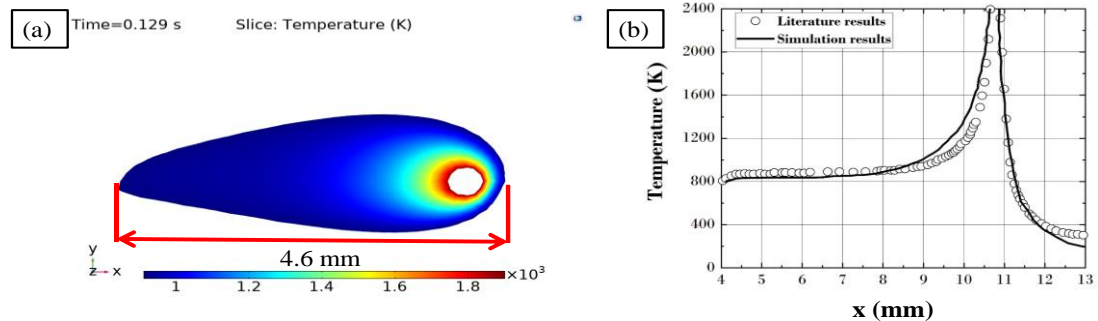 (a)
Time=0.129 s Slice: Temperature (K)
4.6 mm
y
z x
×10³
1 1.2 1.4 1.6 1.8
(b)
Literature results
Simulation results
Temperature (K)
2400
2000
1600
1200
800
400
0
4 5 6 7 8 9 10 11 12 13
x (mm)